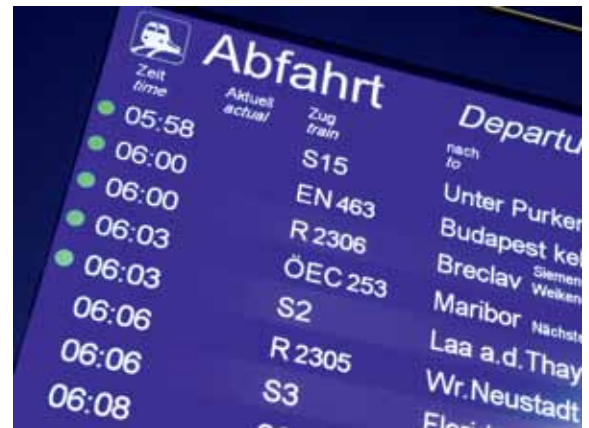 Abfahrt Departu
Zeit Aktuell Zug nach
time actual train to
05:58 S15 Unter Purker
06:00 EN 463 Budapest kel
06:00 R 2306 Breclav Siemen Weiken
06:03 ÖEC 253 Maribor Nächste
06:03 S2 Laa a.d.Thay
06:06 R 2305 Wr.Neustadt
06:06 S3
06:08